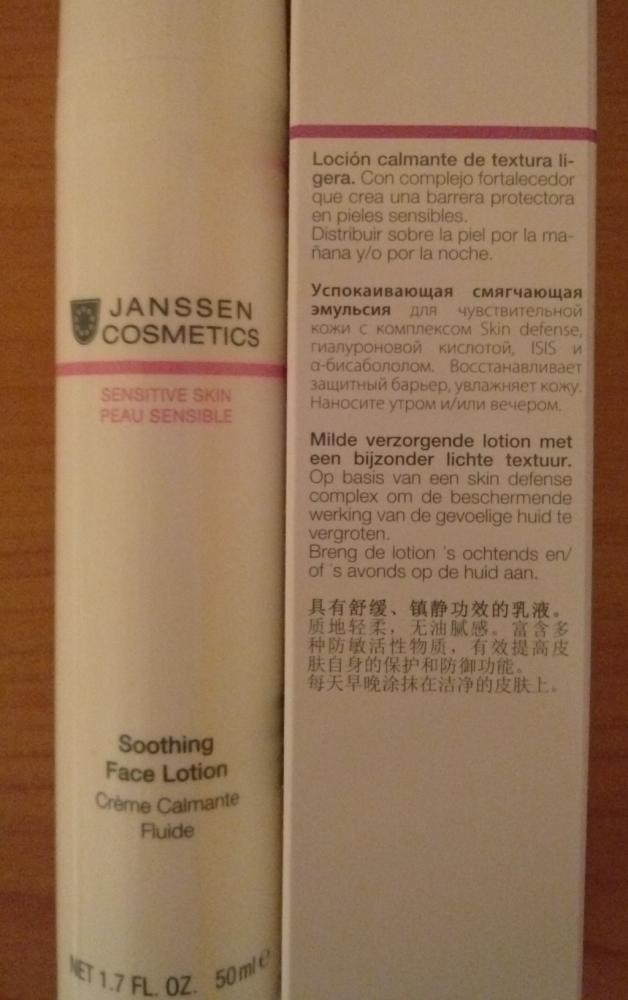 JANSSEN
COSMETICS
SENSITIVE SKIN
PEAU SENSIBLE
Soothing
Face Lotion
Crème Calmante
Fluide
NET 1.7 FL. OZ. 50 ml ℮
Loción calmante de textura li-
gera. Con complejo fortalecedor
que crea una barrera protectora
en pieles sensibles.
Distribuir sobre la piel por la ma-
ñana y/o por la noche.
Успокаивающая смягчающая
эмульсия для чувствительной
кожи с комплексом Skin defense,
гиалуроновой кислотой, ISIS и
α-бисабололом. Восстанавливает
защитный барьер, увлажняет кожу.
Наносите утром и/или вечером.
Milde verzorgende lotion met
een bijzonder lichte textuur.
Op basis van een skin defense
complex om de beschermende
werking van de gevoelige huid te
vergroten.
Breng de lotion 's ochtends en/
of 's avonds op de huid aan.
具有舒缓、镇静功效的乳液。
质地轻柔，无油腻感。富含多
种防敏活性物质，有效提高皮
肤自身的保护和防御功能。
每天早晚涂抹在洁净的皮肤上。